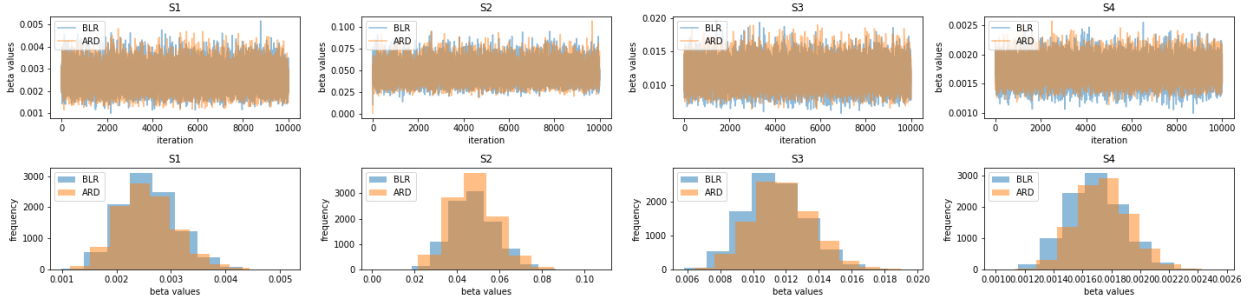 S1
0.005
0.004
0.003
0.002
0.001
beta values
BLR
ARD
0 2000 4000 6000 8000 10000
iteration
S2
0.100
0.075
0.050
0.025
0.000
beta values
BLR
ARD
0 2000 4000 6000 8000 10000
iteration
S3
0.020
0.015
0.010
beta values
BLR
ARD
0 2000 4000 6000 8000 10000
iteration
S4
0.0025
0.0020
0.0015
0.0010
beta values
BLR
ARD
0 2000 4000 6000 8000 10000
iteration
S1
3000
2000
1000
0
frequency
BLR
ARD
0.001 0.002 0.003 0.004 0.005
beta values
S2
3000
2000
1000
0
frequency
BLR
ARD
0.00 0.02 0.04 0.06 0.08 0.10
beta values
S3
2000
1000
0
frequency
BLR
ARD
0.006 0.008 0.010 0.012 0.014 0.016 0.018 0.020
beta values
S4
3000
2000
1000
0
frequency
BLR
ARD
0.0010 0.0012 0.0014 0.0016 0.0018 0.0020 0.0022 0.0024 0.0026
beta values